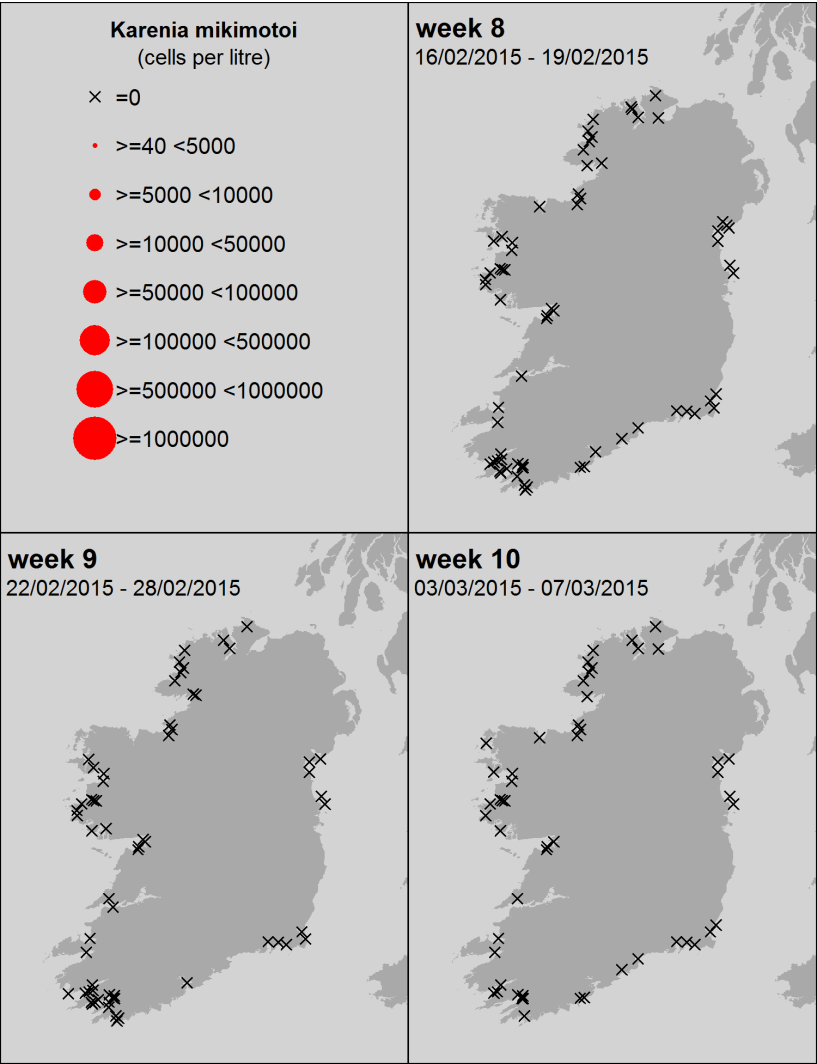 Karenia mikimotoi
(cells per litre)
=0
>=40 <5000
>=5000 <10000
>=10000 <50000
>=50000 <100000
>=100000 <500000
>=500000 <1000000
>=1000000
week 8
16/02/2015 - 19/02/2015
week 9
22/02/2015 - 28/02/2015
week 10
03/03/2015 - 07/03/2015